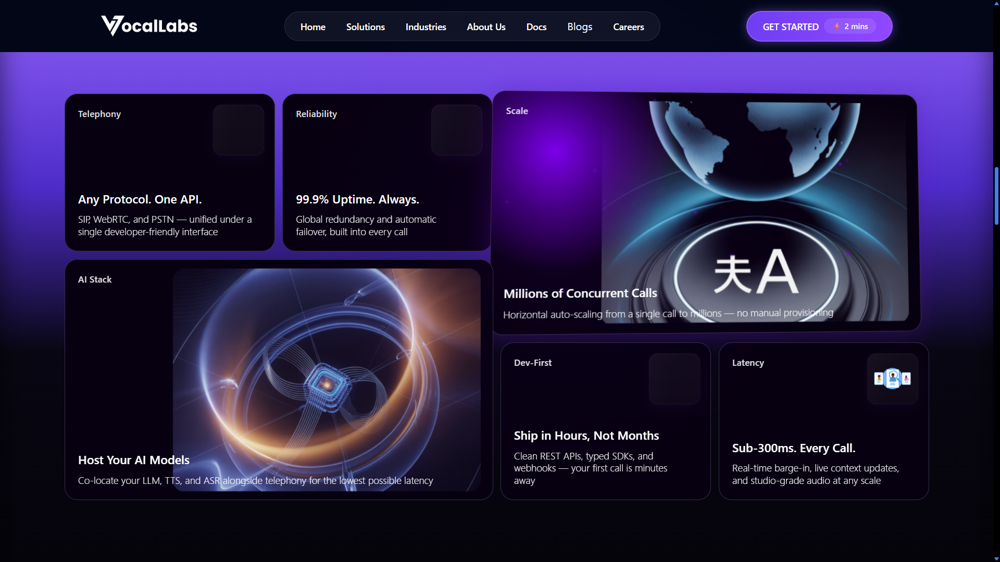 VocalLabs
Home
Solutions
Industries
About Us
Docs
Blogs
Careers
GET STARTED
2 mins
Telephony
Any Protocol. One API.
SIP, WebRTC, and PSTN — unified under a
single developer-friendly interface
Reliability
99.9% Uptime. Always.
Global redundancy and automatic
failover, built into every call
Scale
夫A
Millions of Concurrent Calls
Horizontal auto-scaling from a single call to millions — no manual provisioning
AI Stack
Host Your AI Models
Co-locate your LLM, TTS, and ASR alongside telephony for the lowest possible latency
Dev-First
Ship in Hours, Not Months
Clean REST APIs, typed SDKs, and
webhooks — your first call is minutes
away
Latency
Sub-300ms. Every Call.
Real-time barge-in, live context updates,
and studio-grade audio at any scale